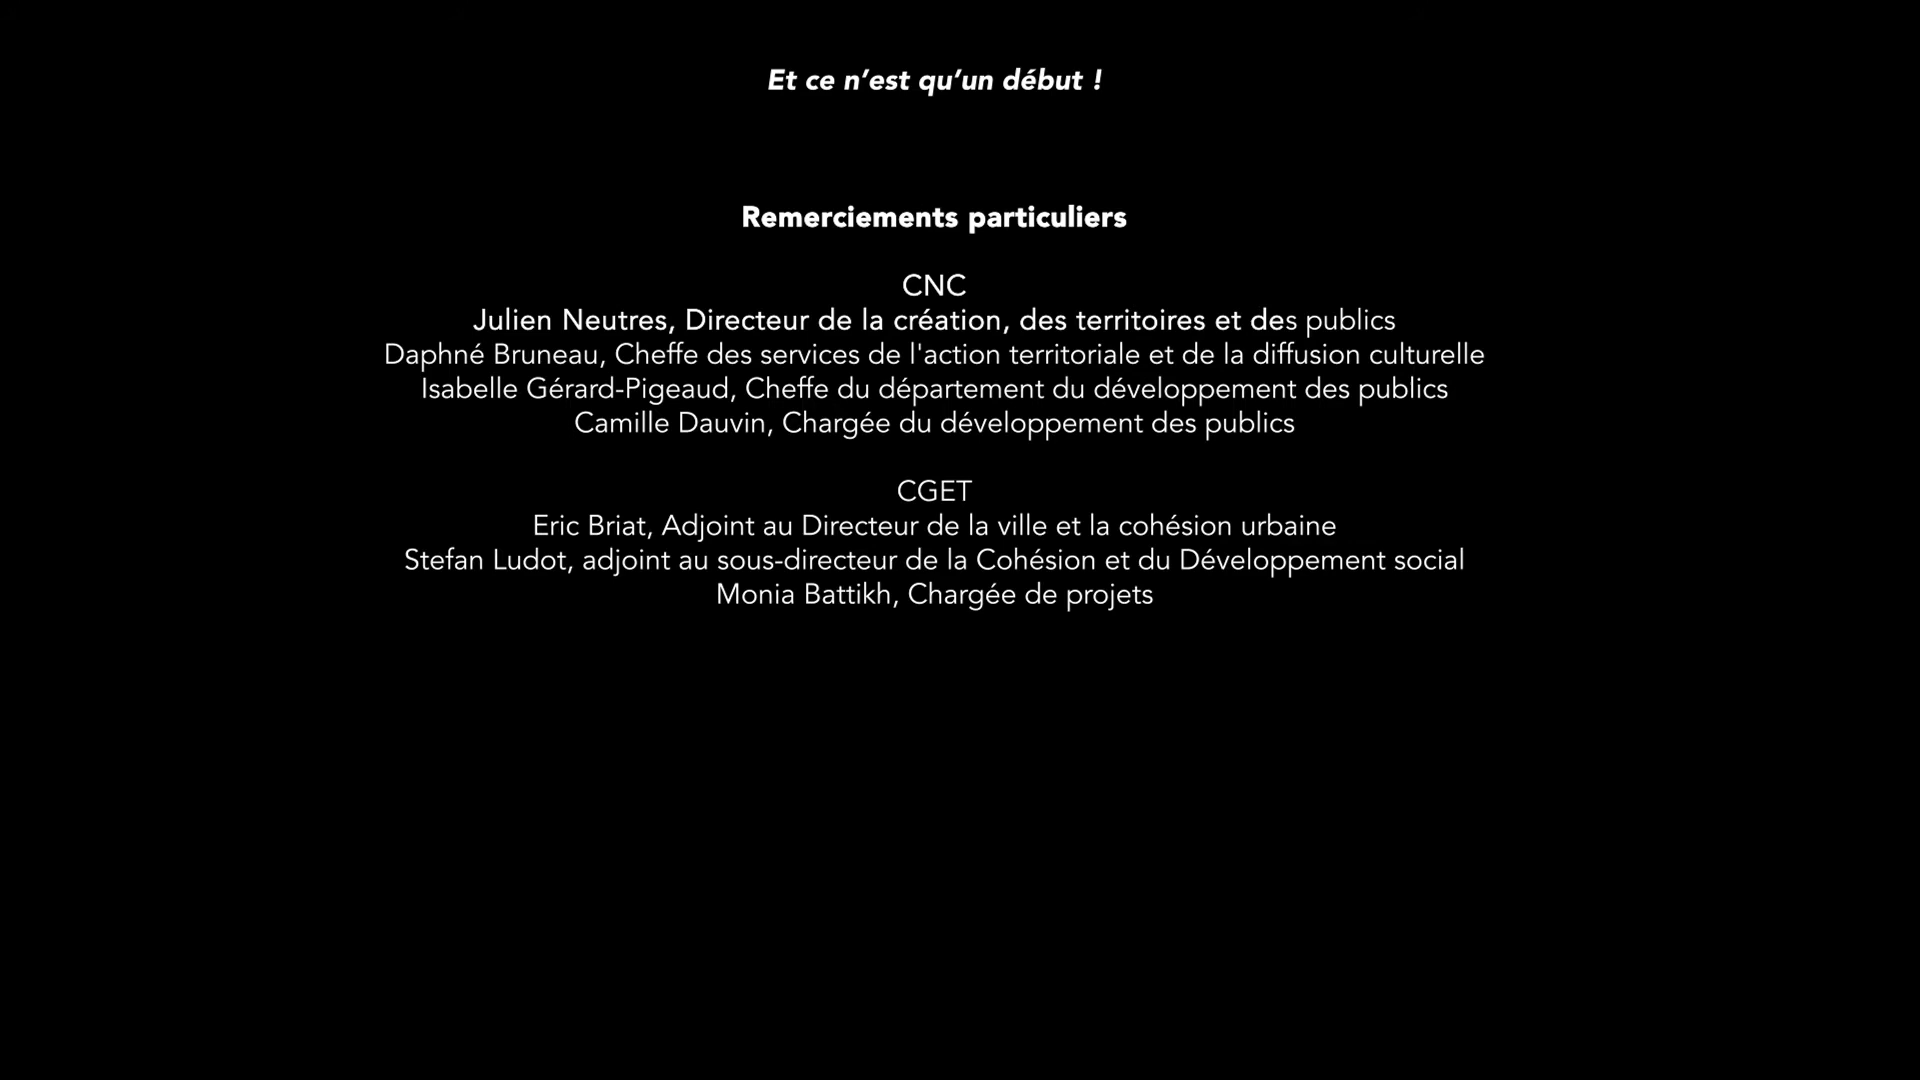 Et ce n’est qu’un début !
Remerciements particuliers
CNC
Julien Neutres, Directeur de la création, des territoires et des publics
Daphné Bruneau, Cheffe des services de l'action territoriale et de la diffusion culturelle
Isabelle Gérard-Pigeaud, Cheffe du département du développement des publics
Camille Dauvin, Chargée du développement des publics
CGET
Eric Briat, Adjoint au Directeur de la ville et la cohésion urbaine
Stefan Ludot, adjoint au sous-directeur de la Cohésion et du Développement social
Monia Battikh, Chargée de projets